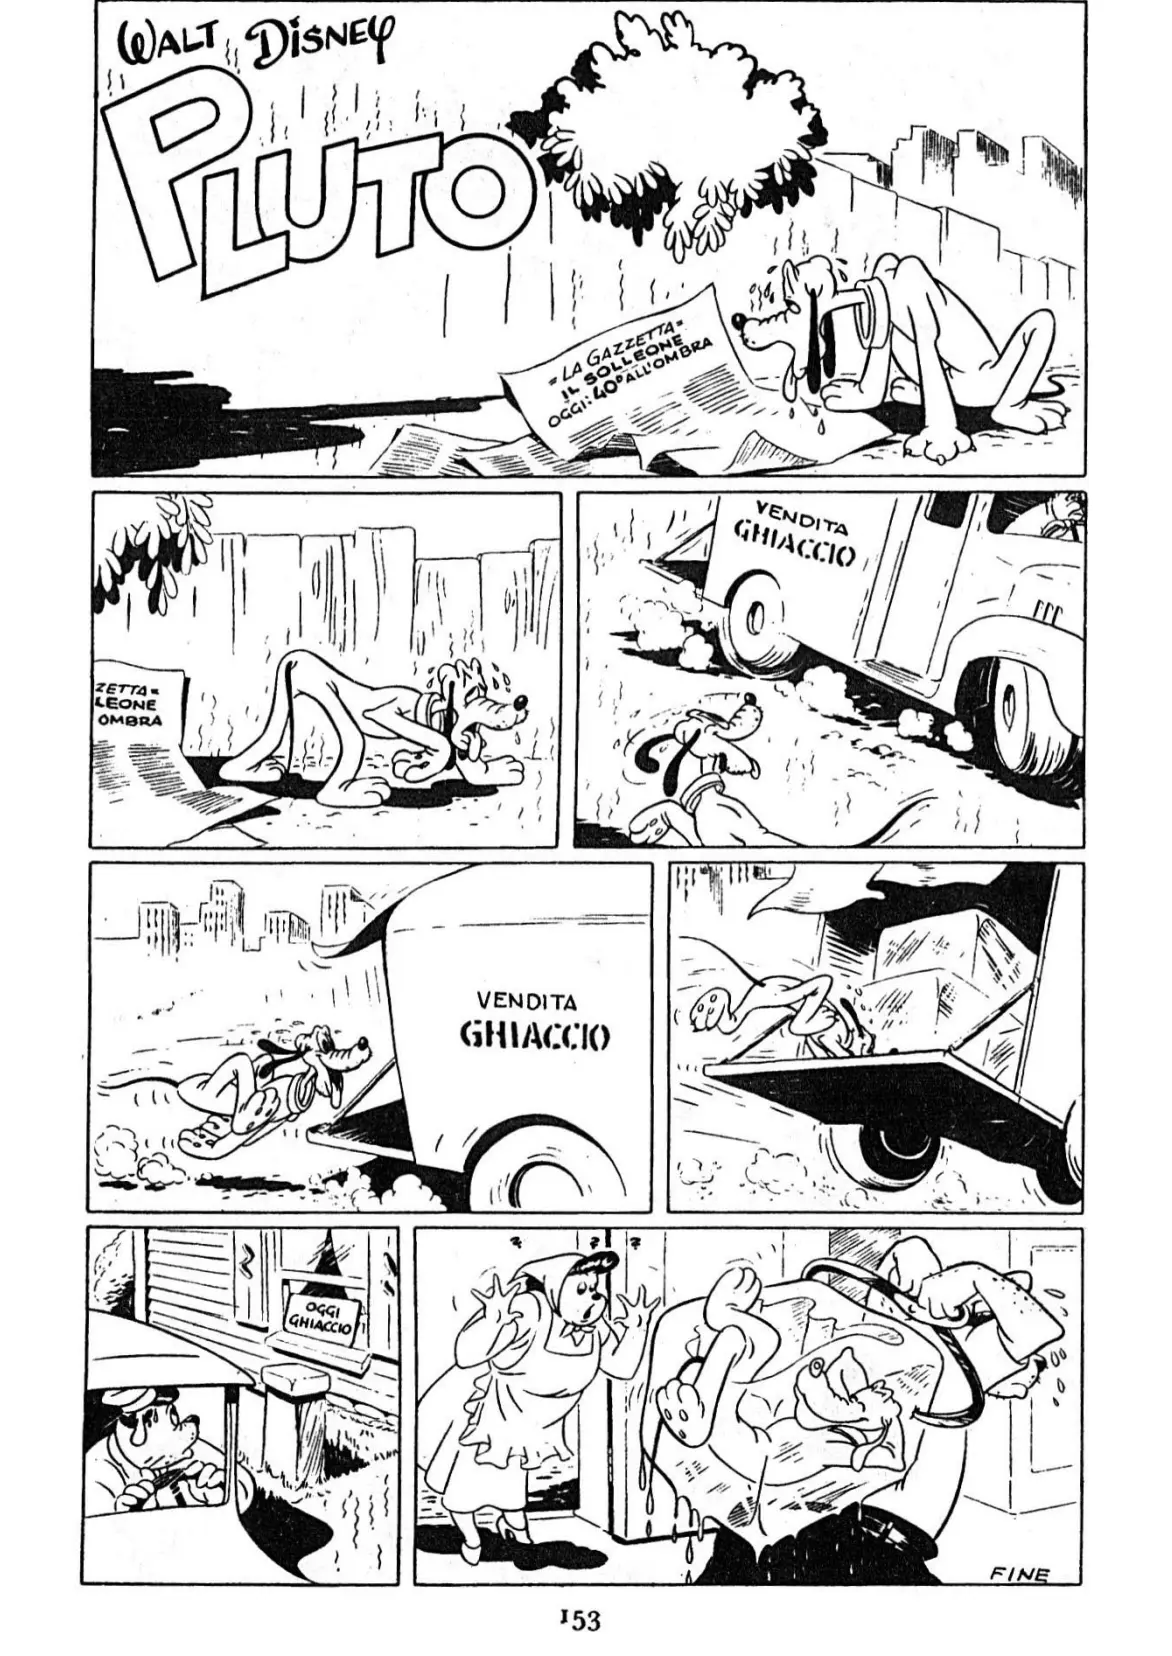 WALT DISNEY
PLUTO
= LA GAZZETTA =
IL SOLLEONE
OGGI: 40° ALL'OMBRA
ZETTA =
LEONE
OMBRA
VENDITA
GHIACCIO
VENDITA
GHIACCIO
OGGI
GHIACCIO
? ? ? ?
FINE
153